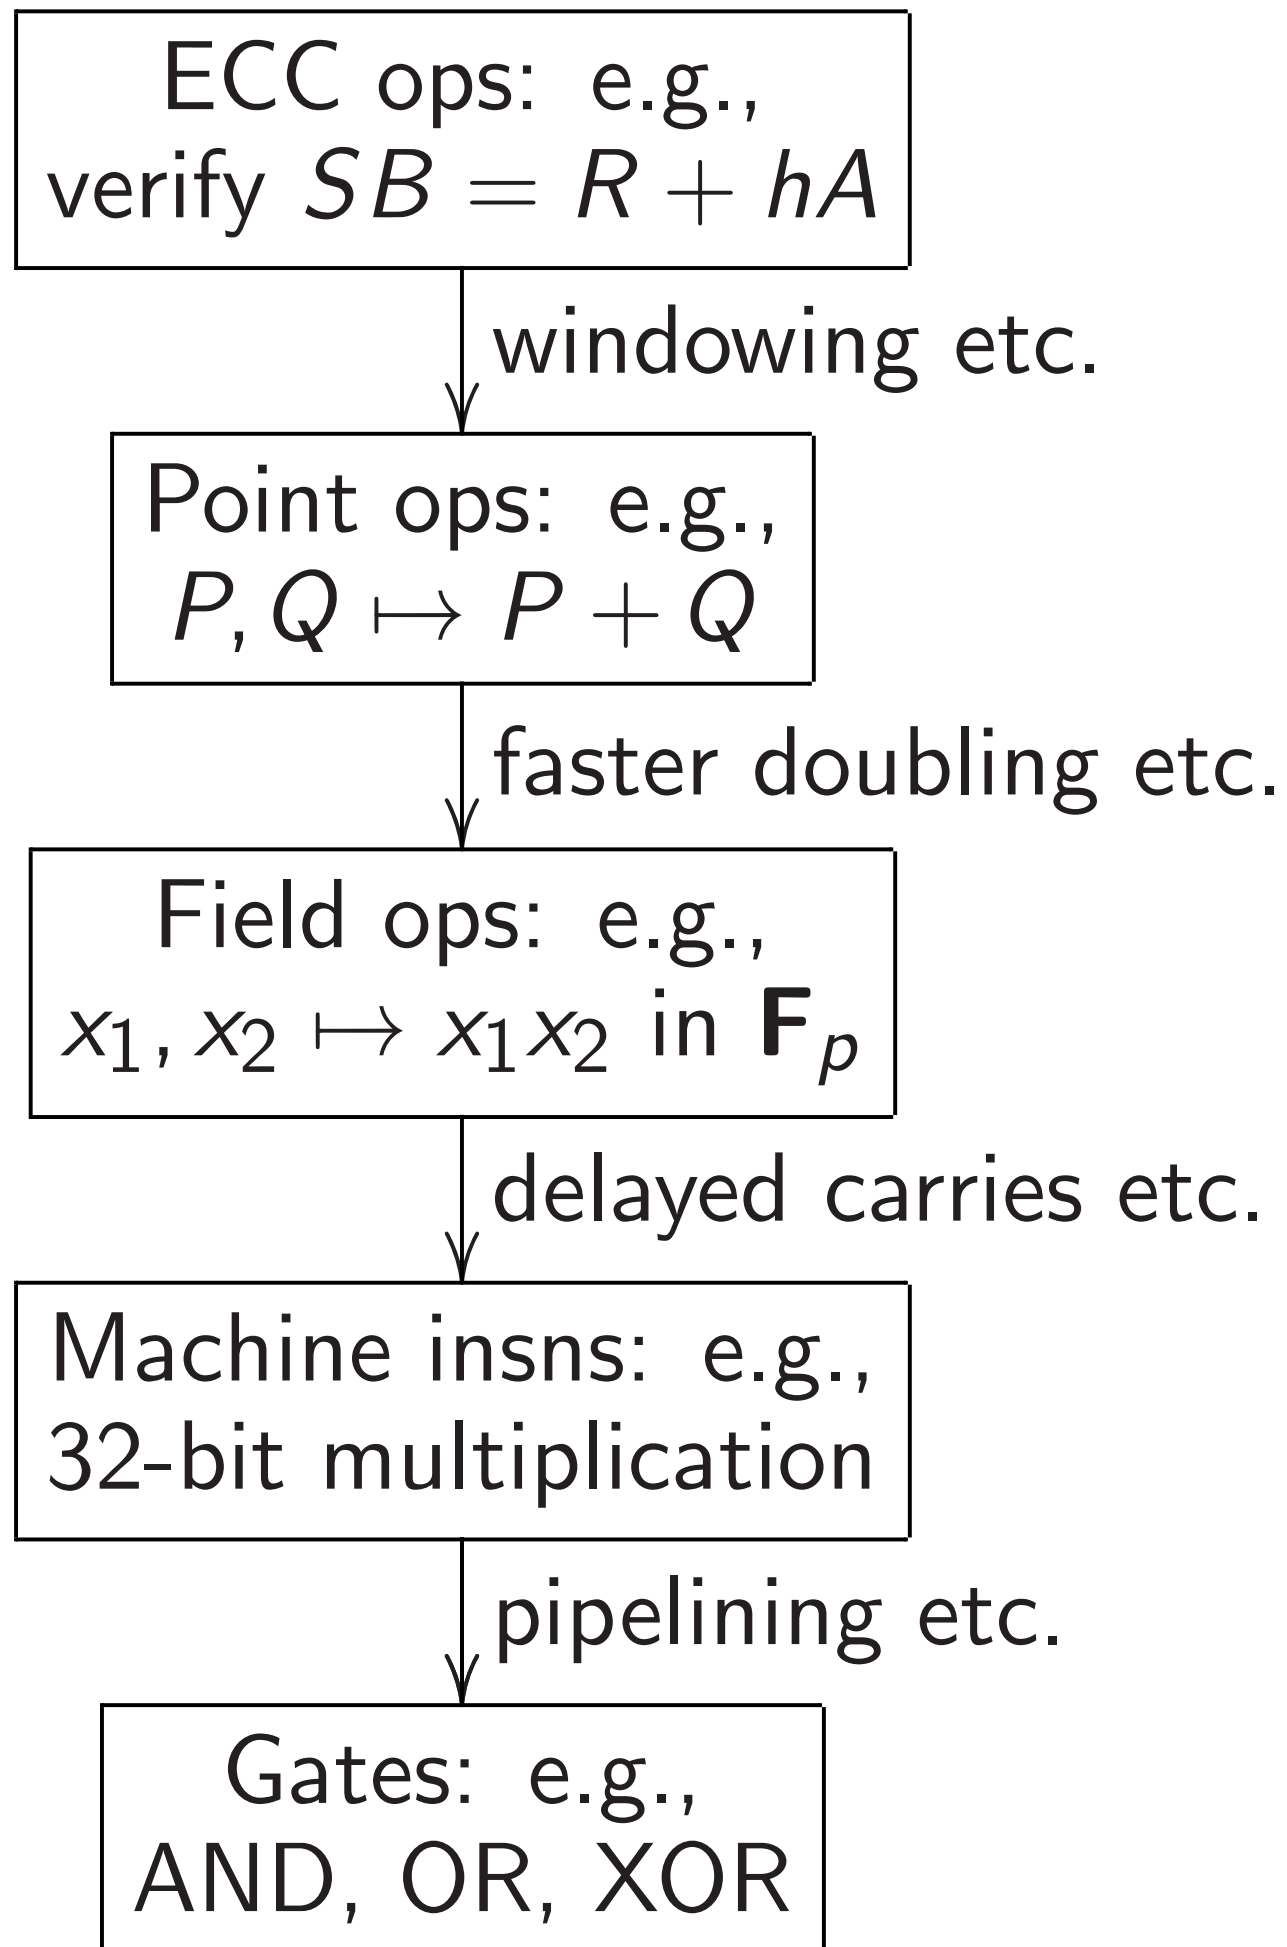 ECC ops: e.g.,
verify SB = R + hA
windowing etc.
Point ops: e.g.,
P, Q ↦ P + Q
faster doubling etc.
Field ops: e.g.,
x₁, x₂ ↦ x₁x₂ in 𝐅ₚ
delayed carries etc.
Machine insns: e.g.,
32-bit multiplication
pipelining etc.
Gates: e.g.,
AND, OR, XOR